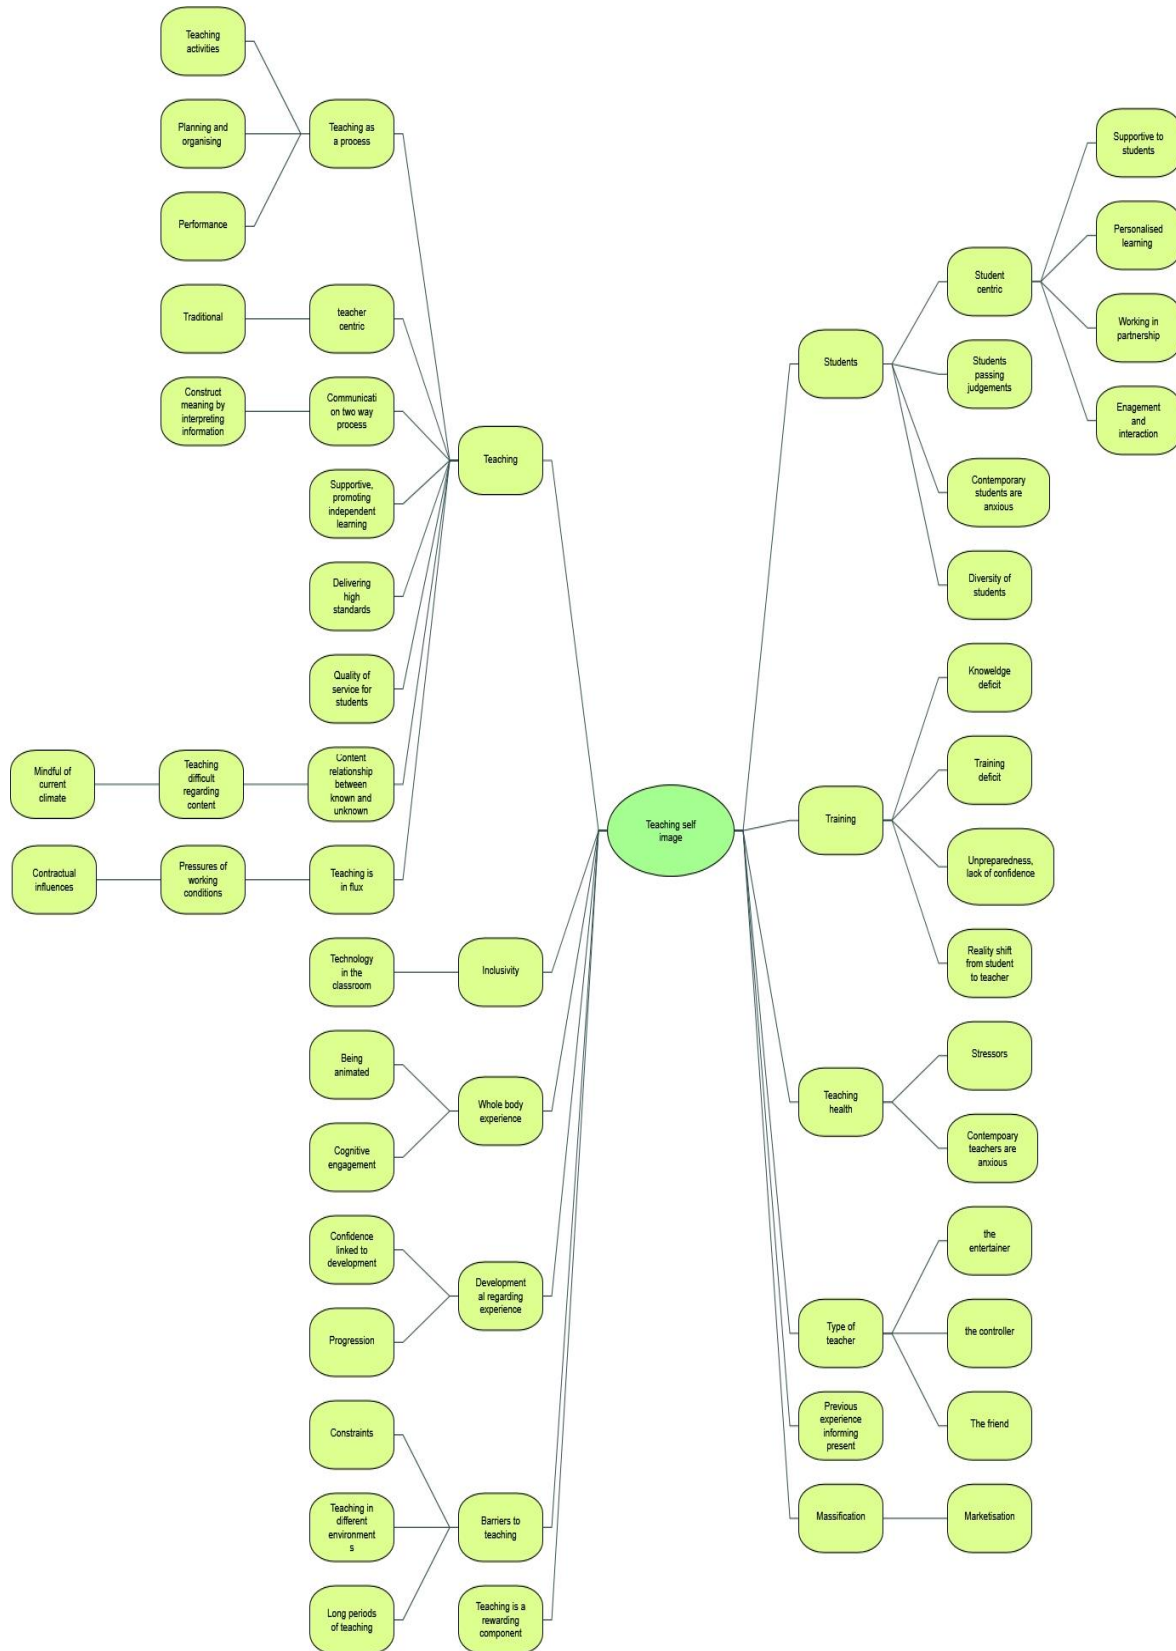 Teaching
activities
Planning and
organising
Performance
Teaching as
a process
Traditional
teacher
centric
Construct
meaning by
interpreting
information
Communicati
on two way
process
Supportive,
promoting
independent
learning
Delivering
high
standards
Quality of
service for
students
Mindful of
current
climate
Teaching
difficult
regarding
content
Content
relationship
between
known and
unknown
Contractual
influences
Pressures of
working
conditions
Teaching is
in flux
Teaching
Technology
in the
classroom
Inclusivity
Being
animated
Cognitive
engagement
Whole body
experience
Confidence
linked to
development
Progression
Development
al regarding
experience
Constraints
Teaching in
different
environment
s
Long periods
of teaching
Barriers to
teaching
Teaching is a
rewarding
component
Teaching self
image
Students
Student
centric
Supportive to
students
Personalised
learning
Working in
partnership
Enagement
and
interaction
Students
passing
judgements
Contemporary
students are
anxious
Diversity of
students
Training
Knoweldge
deficit
Training
deficit
Unpreparedness,
lack of confidence
Reality shift
from student
to teacher
Teaching
health
Stressors
Contempoary
teachers are
anxious
Type of
teacher
the
entertainer
the controller
The friend
Previous
experience
informing
present
Massification
Marketisation